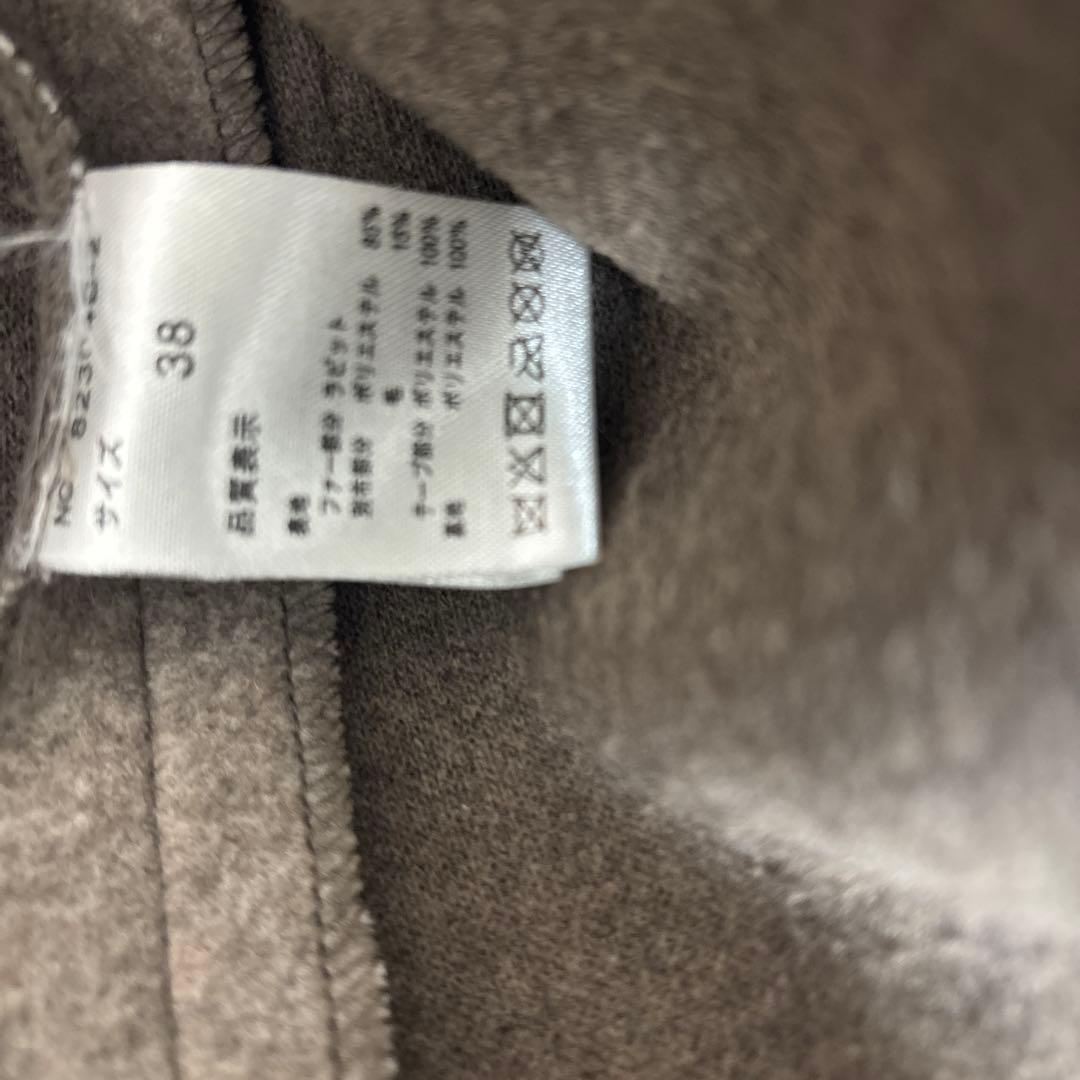 サイズ
38
品質表示
表地
ファー部分 ラビット
別布部分 ポリエステル 85%
毛 15%
テープ部分 ポリエステル 100%
裏地 ポリエステル 100%